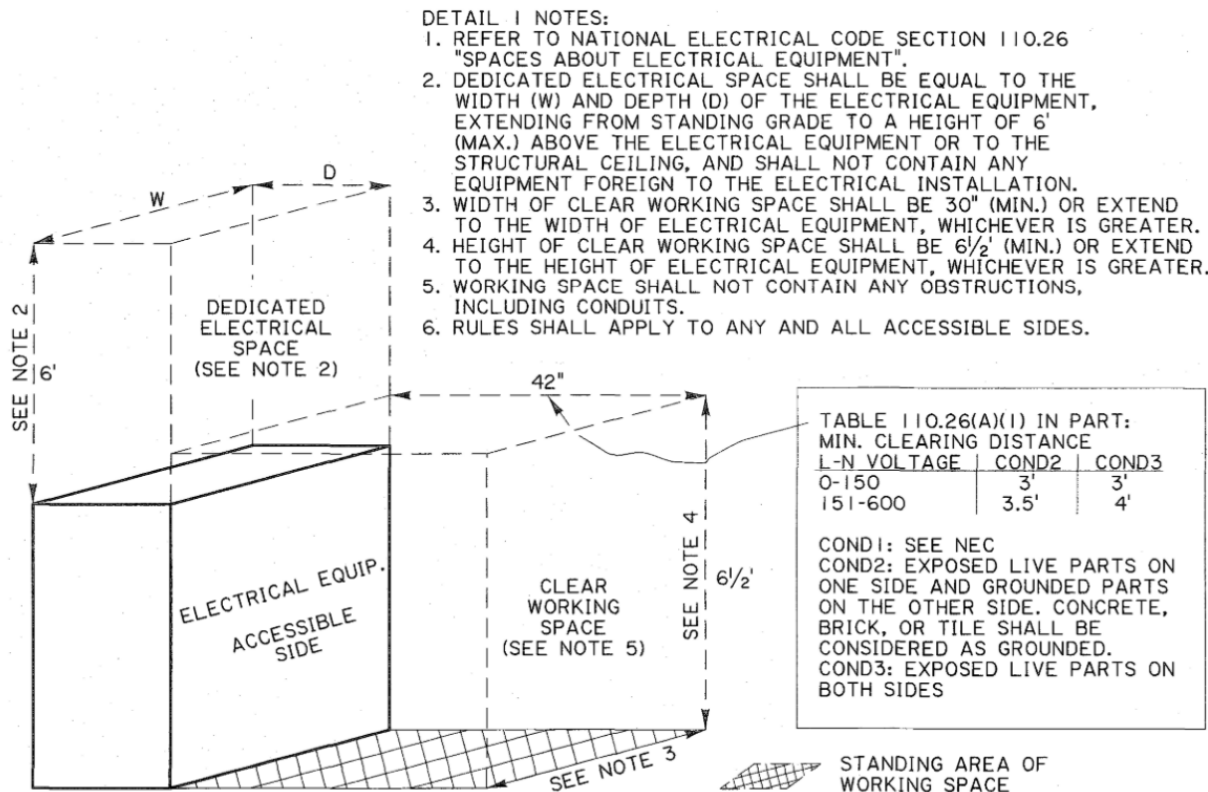 DETAIL 1 NOTES:
1. REFER TO NATIONAL ELECTRICAL CODE SECTION 110.26
"SPACES ABOUT ELECTRICAL EQUIPMENT".
2. DEDICATED ELECTRICAL SPACE SHALL BE EQUAL TO THE
WIDTH (W) AND DEPTH (D) OF THE ELECTRICAL EQUIPMENT,
EXTENDING FROM STANDING GRADE TO A HEIGHT OF 6'
(MAX.) ABOVE THE ELECTRICAL EQUIPMENT OR TO THE
STRUCTURAL CEILING, AND SHALL NOT CONTAIN ANY
EQUIPMENT FOREIGN TO THE ELECTRICAL INSTALLATION.
3. WIDTH OF CLEAR WORKING SPACE SHALL BE 30" (MIN.) OR EXTEND
TO THE WIDTH OF ELECTRICAL EQUIPMENT, WHICHEVER IS GREATER.
4. HEIGHT OF CLEAR WORKING SPACE SHALL BE 6½' (MIN.) OR EXTEND
TO THE HEIGHT OF ELECTRICAL EQUIPMENT, WHICHEVER IS GREATER.
5. WORKING SPACE SHALL NOT CONTAIN ANY OBSTRUCTIONS,
INCLUDING CONDUITS.
6. RULES SHALL APPLY TO ANY AND ALL ACCESSIBLE SIDES.
W
D
SEE NOTE 2
6'
DEDICATED
ELECTRICAL
SPACE
(SEE NOTE 2)
42"
ELECTRICAL EQUIP.
ACCESSIBLE
SIDE
CLEAR
WORKING
SPACE
(SEE NOTE 5)
SEE NOTE 4
6½'
SEE NOTE 3
TABLE 110.26(A)(1) IN PART:
MIN. CLEARING DISTANCE
L-N VOLTAGE COND2 COND3
0-150 3' 3'
151-600 3.5' 4'
COND1: SEE NEC
COND2: EXPOSED LIVE PARTS ON
ONE SIDE AND GROUNDED PARTS
ON THE OTHER SIDE. CONCRETE,
BRICK, OR TILE SHALL BE
CONSIDERED AS GROUNDED.
COND3: EXPOSED LIVE PARTS ON
BOTH SIDES
STANDING AREA OF
WORKING SPACE